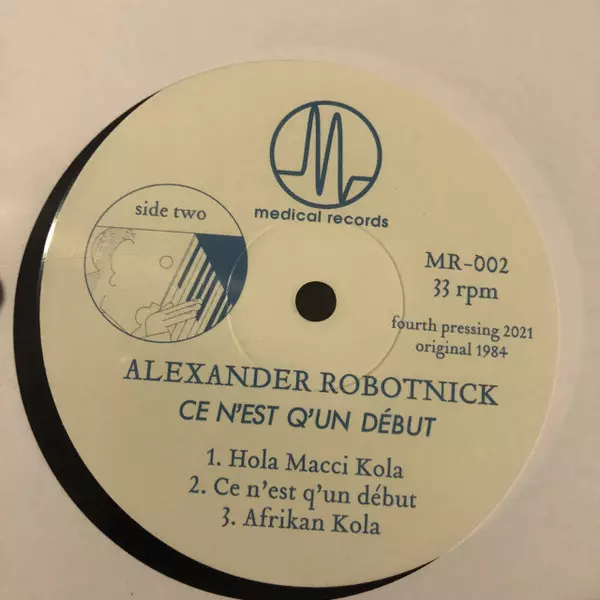 medical records
side two
MR-002
33 rpm
fourth pressing 2021
original 1984
ALEXANDER ROBOTNICK
CE N'EST Q'UN DÉBUT
1. Hola Macci Kola
2. Ce n'est q'un début
3. Afrikan Kola